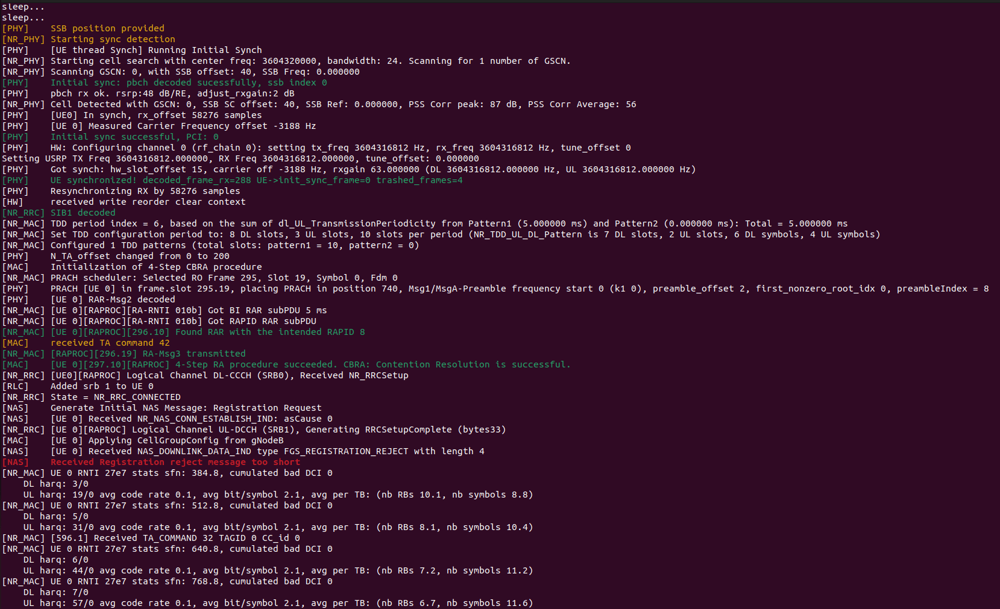 sleep...
sleep...
[PHY]    SSB position provided
[NR_PHY] Starting sync detection
[PHY]    [UE thread Synch] Running Initial Synch
[NR_PHY] Starting cell search with center freq: 3604320000, bandwidth: 24. Scanning for 1 number of GSCN.
[NR_PHY] Scanning GSCN: 0, with SSB offset: 40, SSB Freq: 0.000000
[PHY]    Initial sync: pbch decoded sucessfully, ssb index 0
[PHY]    pbch rx ok. rsrp:48 dB/RE, adjust_rxgain:2 dB
[NR_PHY] Cell Detected with GSCN: 0, SSB SC offset: 40, SSB Ref: 0.000000, PSS Corr peak: 87 dB, PSS Corr Average: 56
[PHY]    [UE0] In synch, rx_offset 58276 samples
[PHY]    [UE 0] Measured Carrier Frequency offset -3188 Hz
[PHY]    Initial sync successful, PCI: 0
[PHY]    HW: Configuring channel 0 (rf_chain 0): setting tx_freq 3604316812 Hz, rx_freq 3604316812 Hz, tune_offset 0
Setting USRP TX Freq 3604316812.000000, RX Freq 3604316812.000000, tune_offset: 0.000000
[PHY]    Got synch: hw_slot_offset 15, carrier off -3188 Hz, rxgain 63.000000 (DL 3604316812.000000 Hz, UL 3604316812.000000 Hz)
[PHY]    UE synchronized! decoded_frame_rx=288 UE->init_sync_frame=0 trashed_frames=4
[PHY]    Resynchronizing RX by 58276 samples
[HW]     received write reorder clear context
[NR_RRC] SIB1 decoded
[NR_MAC] TDD period index = 6, based on the sum of dl_UL_TransmissionPeriodicity from Pattern1 (5.000000 ms) and Pattern2 (0.000000 ms): Total = 5.000000 ms
[NR_MAC] Set TDD configuration period to: 8 DL slots, 3 UL slots, 10 slots per period (NR_TDD_UL_DL_Pattern is 7 DL slots, 2 UL slots, 6 DL symbols, 4 UL symbols)
[NR_MAC] Configured 1 TDD patterns (total slots: pattern1 = 10, pattern2 = 0)
[PHY]    N_TA_offset changed from 0 to 200
[MAC]    Initialization of 4-Step CBRA procedure
[NR_MAC] PRACH scheduler: Selected RO Frame 295, Slot 19, Symbol 0, Fdm 0
[PHY]    PRACH [UE 0] in frame.slot 295.19, placing PRACH in position 740, Msg1/MsgA-Preamble frequency start 0 (k1 0), preamble_offset 2, first_nonzero_root_idx 0, preambleIndex = 8
[PHY]    [UE 0] RAR-Msg2 decoded
[NR_MAC] [UE 0][RAPROC][RA-RNTI 010b] Got BI RAR subPDU 5 ms
[NR_MAC] [UE 0][RAPROC][RA-RNTI 010b] Got RAPID RAR subPDU
[NR_MAC] [UE 0][RAPROC][296.10] Found RAR with the intended RAPID 8
[MAC]    received TA command 42
[NR_MAC] [RAPROC][296.19] RA-Msg3 transmitted
[MAC]    [UE 0][297.10][RAPROC] 4-Step RA procedure succeeded. CBRA: Contention Resolution is successful.
[NR_RRC] [UE0][RAPROC] Logical Channel DL-CCCH (SRB0), Received NR_RRCSetup
[RLC]    Added srb 1 to UE 0
[NR_RRC] State = NR_RRC_CONNECTED
[NAS]    Generate Initial NAS Message: Registration Request
[NAS]    [UE 0] Received NR_NAS_CONN_ESTABLISH_IND: asCause 0
[NR_RRC] [UE 0][RAPROC] Logical Channel UL-DCCH (SRB1), Generating RRCSetupComplete (bytes33)
[MAC]    [UE 0] Applying CellGroupConfig from gNodeB
[NAS]    [UE 0] Received NAS_DOWNLINK_DATA_IND type FGS_REGISTRATION_REJECT with length 4
[NAS]    Received Registration reject message too short
[NR_MAC] UE 0 RNTI 27e7 stats sfn: 384.8, cumulated bad DCI 0
    DL harq: 3/0
    UL harq: 19/0 avg code rate 0.1, avg bit/symbol 2.1, avg per TB: (nb RBs 10.1, nb symbols 8.8)
[NR_MAC] UE 0 RNTI 27e7 stats sfn: 512.8, cumulated bad DCI 0
    DL harq: 5/0
    UL harq: 31/0 avg code rate 0.1, avg bit/symbol 2.1, avg per TB: (nb RBs 8.1, nb symbols 10.4)
[NR_MAC] [596.1] Received TA_COMMAND 32 TAGID 0 CC_id 0
[NR_MAC] UE 0 RNTI 27e7 stats sfn: 640.8, cumulated bad DCI 0
    DL harq: 6/0
    UL harq: 44/0 avg code rate 0.1, avg bit/symbol 2.1, avg per TB: (nb RBs 7.2, nb symbols 11.2)
[NR_MAC] UE 0 RNTI 27e7 stats sfn: 768.8, cumulated bad DCI 0
    DL harq: 7/0
    UL harq: 57/0 avg code rate 0.1, avg bit/symbol 2.1, avg per TB: (nb RBs 6.7, nb symbols 11.6)